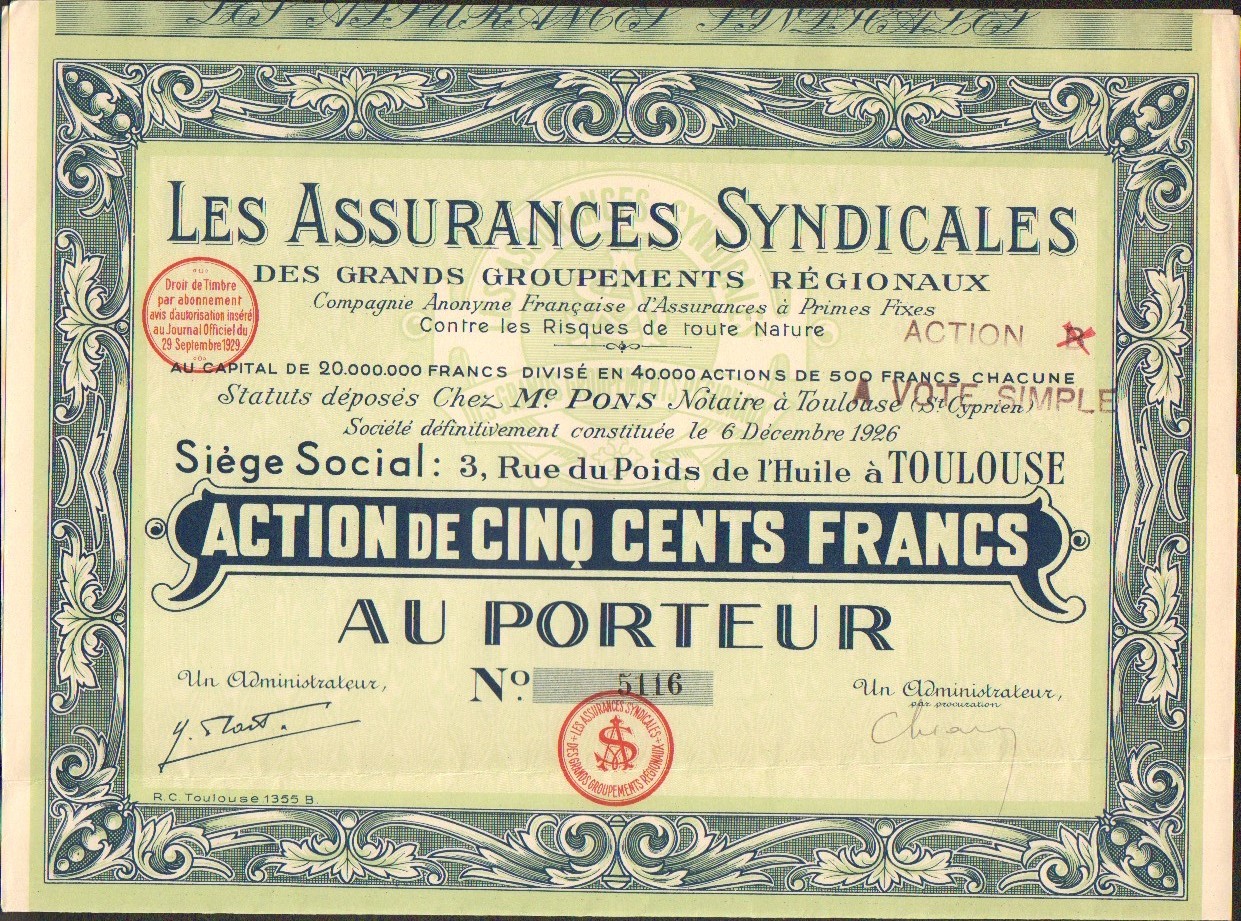 LES ASSURANCES SYNDICALES
LES ASSURANCES SYNDICALES
DES GRANDS GROUPEMENTS RÉGIONAUX
Compagnie Anonyme Française d'Assurances à Primes Fixes
Contre les Risques de toute Nature
Droit de Timbre
par abonnement
avis d'autorisation inséré
au Journal Officiel du
29 Septembre 1929
ACTION R
A VOTE SIMPLE
AU CAPITAL DE 20.000.000 FRANCS DIVISÉ EN 40.000 ACTIONS DE 500 FRANCS CHACUNE
Statuts déposés Chez Me PONS Notaire à Toulouse (St Cyprien)
Société définitivement constituée le 6 Décembre 1926
Siège Social: 3, Rue du Poids de l'Huile à TOULOUSE
ACTION DE CINQ CENTS FRANCS
AU PORTEUR
Un Administrateur,
No. 5116
Un Administrateur,
par procuration
LES ASSURANCES SYNDICALES
DES GRANDS GROUPEMENTS RÉGIONAUX
R.C. Toulouse 1355 B.